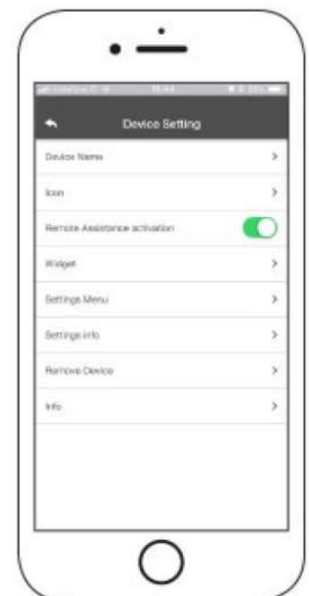 Device Setting
Device Name
Icon
Remote Assistance activation
Widget
Settings Menu
Settings info
Remove Device
Info